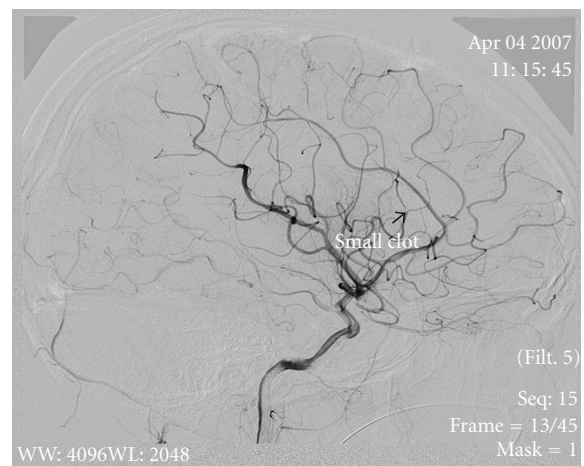 Apr 04 2007
11: 15: 45
Small clot
(Filt. 5)
Seq: 15
Frame = 13/45
WW: 4096WL: 2048
Mask = 1